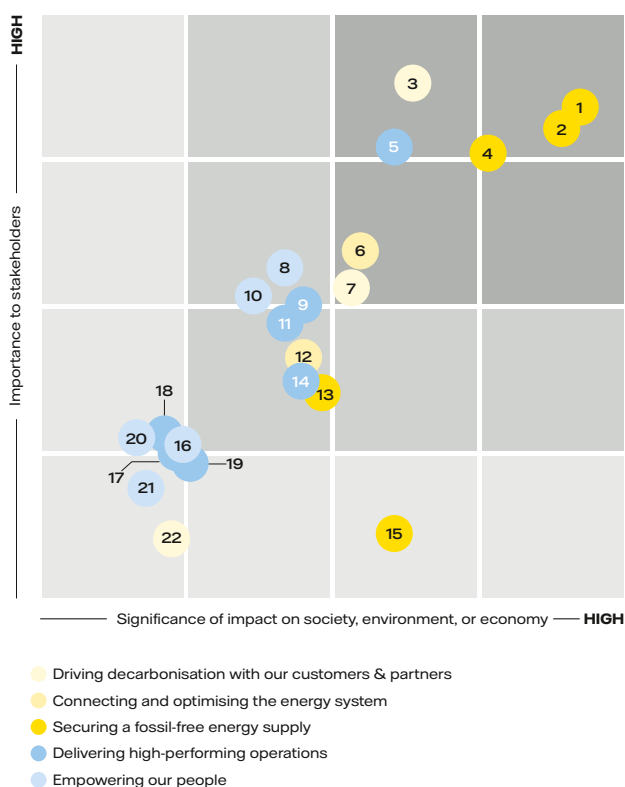 HIGH
Importance to stakeholders
3
1
2
5
4
6
8
7
10
9
11
12
14
13
18
20
16
17
19
21
22
15
Significance of impact on society, environment, or economy
HIGH
Driving decarbonisation with our customers & partners
Connecting and optimising the energy system
Securing a fossil-free energy supply
Delivering high-performing operations
Empowering our people